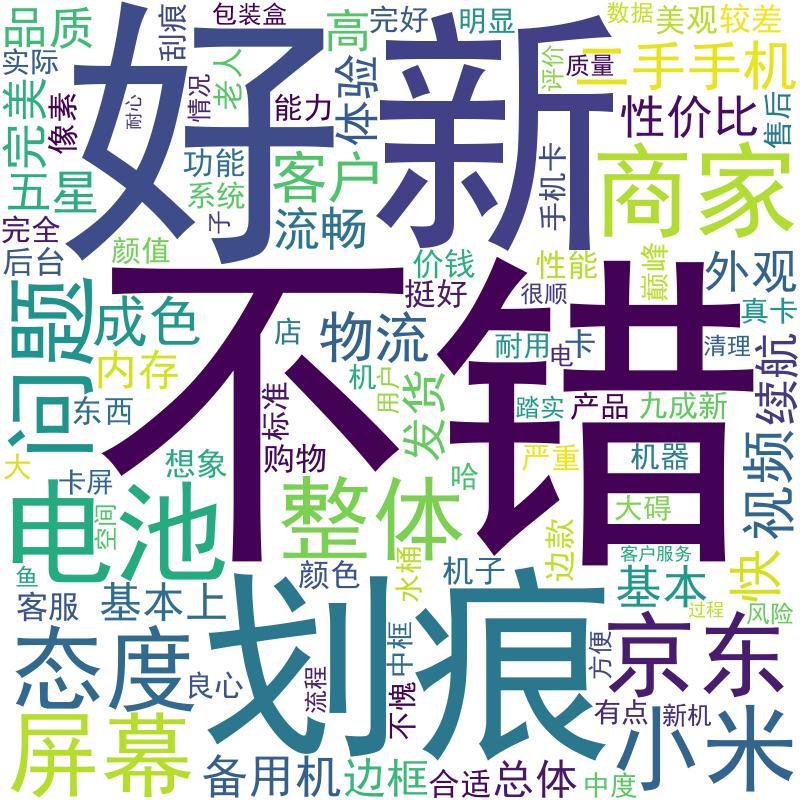 品质
刮痕
包装盒
高
完好
明显
数据
美观
较差
实际
好
新
耐心
情况
老人
能力
体验
评价
质量
二手手机
完美
像素
功能
系统
客户
手机卡
性价比
售后
五星
子
流畅
商家
完全
后台
颜值
价钱
挺好
性能
很顺
巅峰
外观
真卡
问题
成色
内存
东西
店
物流
机
用户
不错
耐用
电
卡
清理
续航
标准
购物
发货
踏实
产品
九成新
大
卡屏
想象
空间
哈
严重
机器
视频
电池
整体
大碍
鱼
颜色
水桶
机子
边款
客户服务
基本
快
客服
基本上
过程
风险
态度
良心
划痕
流程
不愧
中框
方便
京东
有点
新机
屏幕
备用机
边框
合适
总体
中度
小米